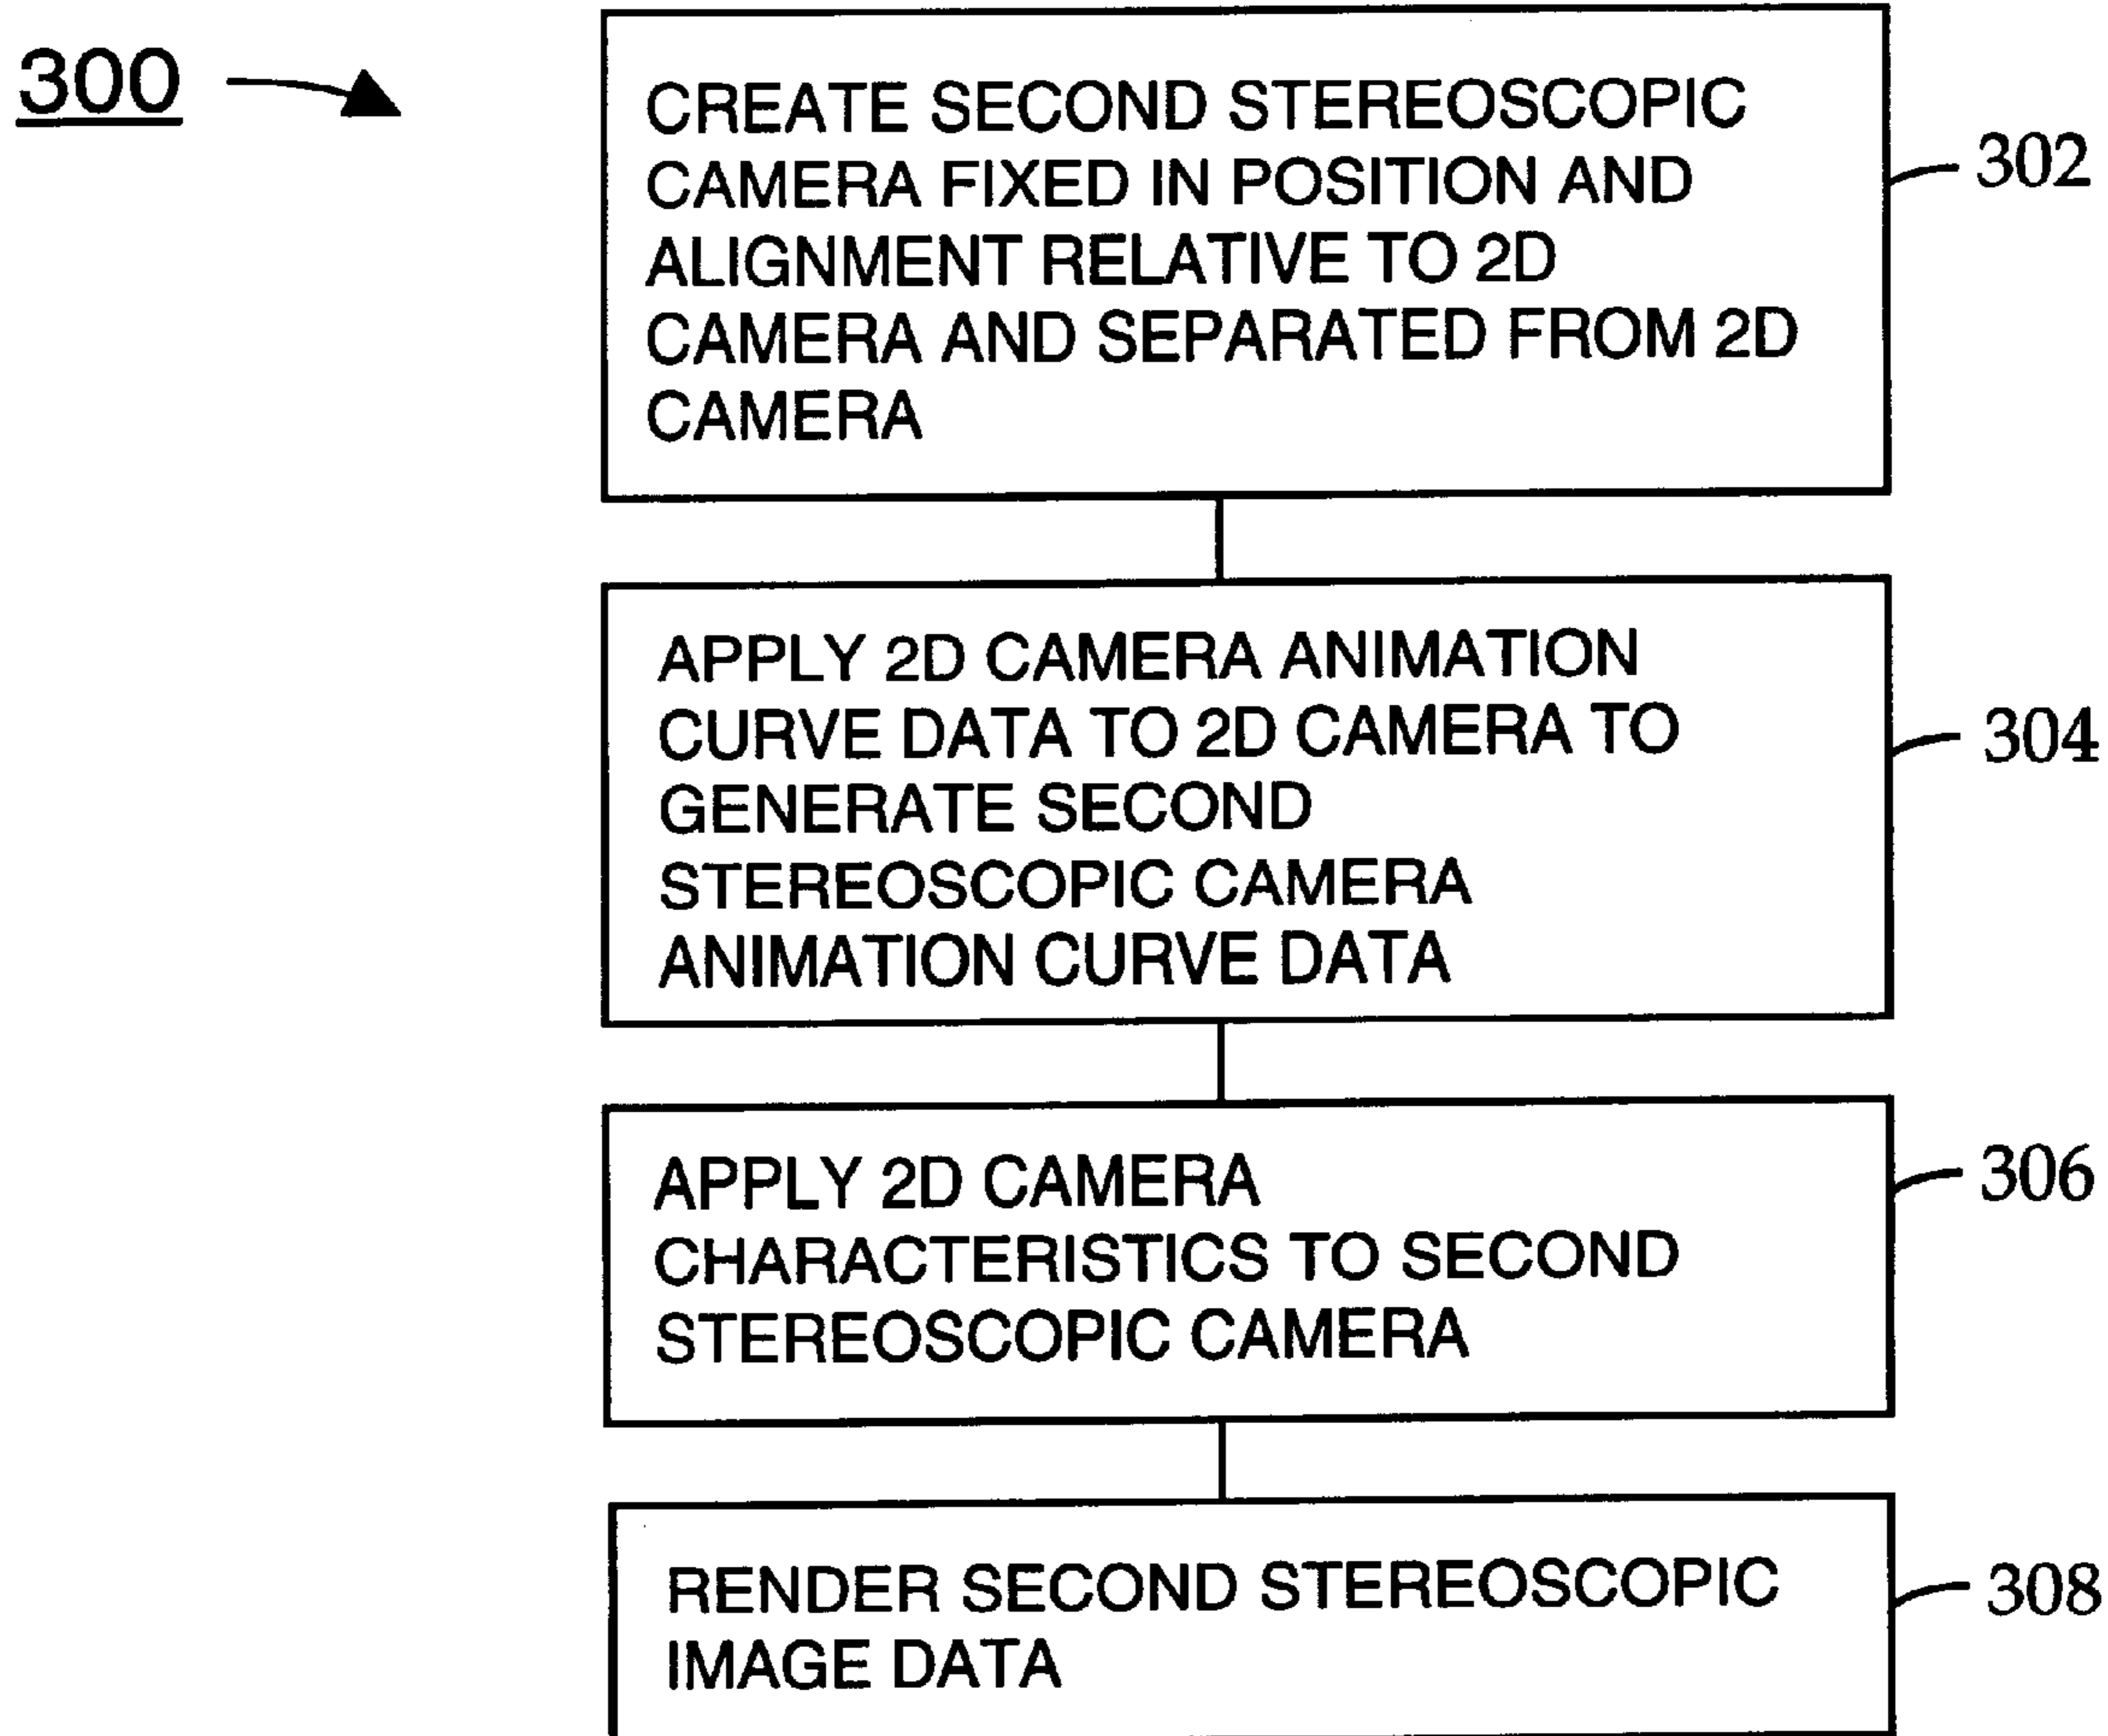 300
CREATE SECOND STEREOSCOPIC
CAMERA FIXED IN POSITION AND
ALIGNMENT RELATIVE TO 2D
CAMERA AND SEPARATED FROM 2D
CAMERA
302
APPLY 2D CAMERA ANIMATION
CURVE DATA TO 2D CAMERA TO
GENERATE SECOND
STEREOSCOPIC CAMERA
ANIMATION CURVE DATA
304
APPLY 2D CAMERA
CHARACTERISTICS TO SECOND
STEREOSCOPIC CAMERA
306
RENDER SECOND STEREOSCOPIC
IMAGE DATA
308